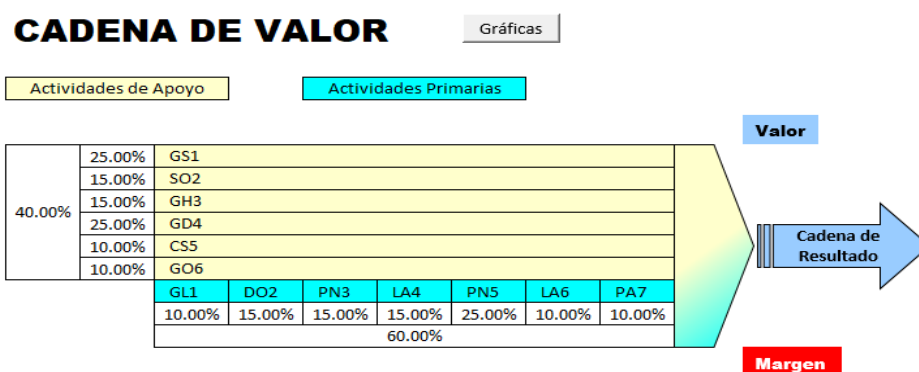 CADENA DE VALOR
Gráficas
Actividades de Apoyo
Actividades Primarias
Valor
40.00%
25.00% GS1
15.00% SO2
15.00% GH3
25.00% GD4
10.00% CS5
10.00% GO6
Cadena de
Resultado
GL1 DO2 PN3 LA4 PN5 LA6 PA7
10.00% 15.00% 15.00% 15.00% 25.00% 10.00% 10.00%
60.00%
Margen